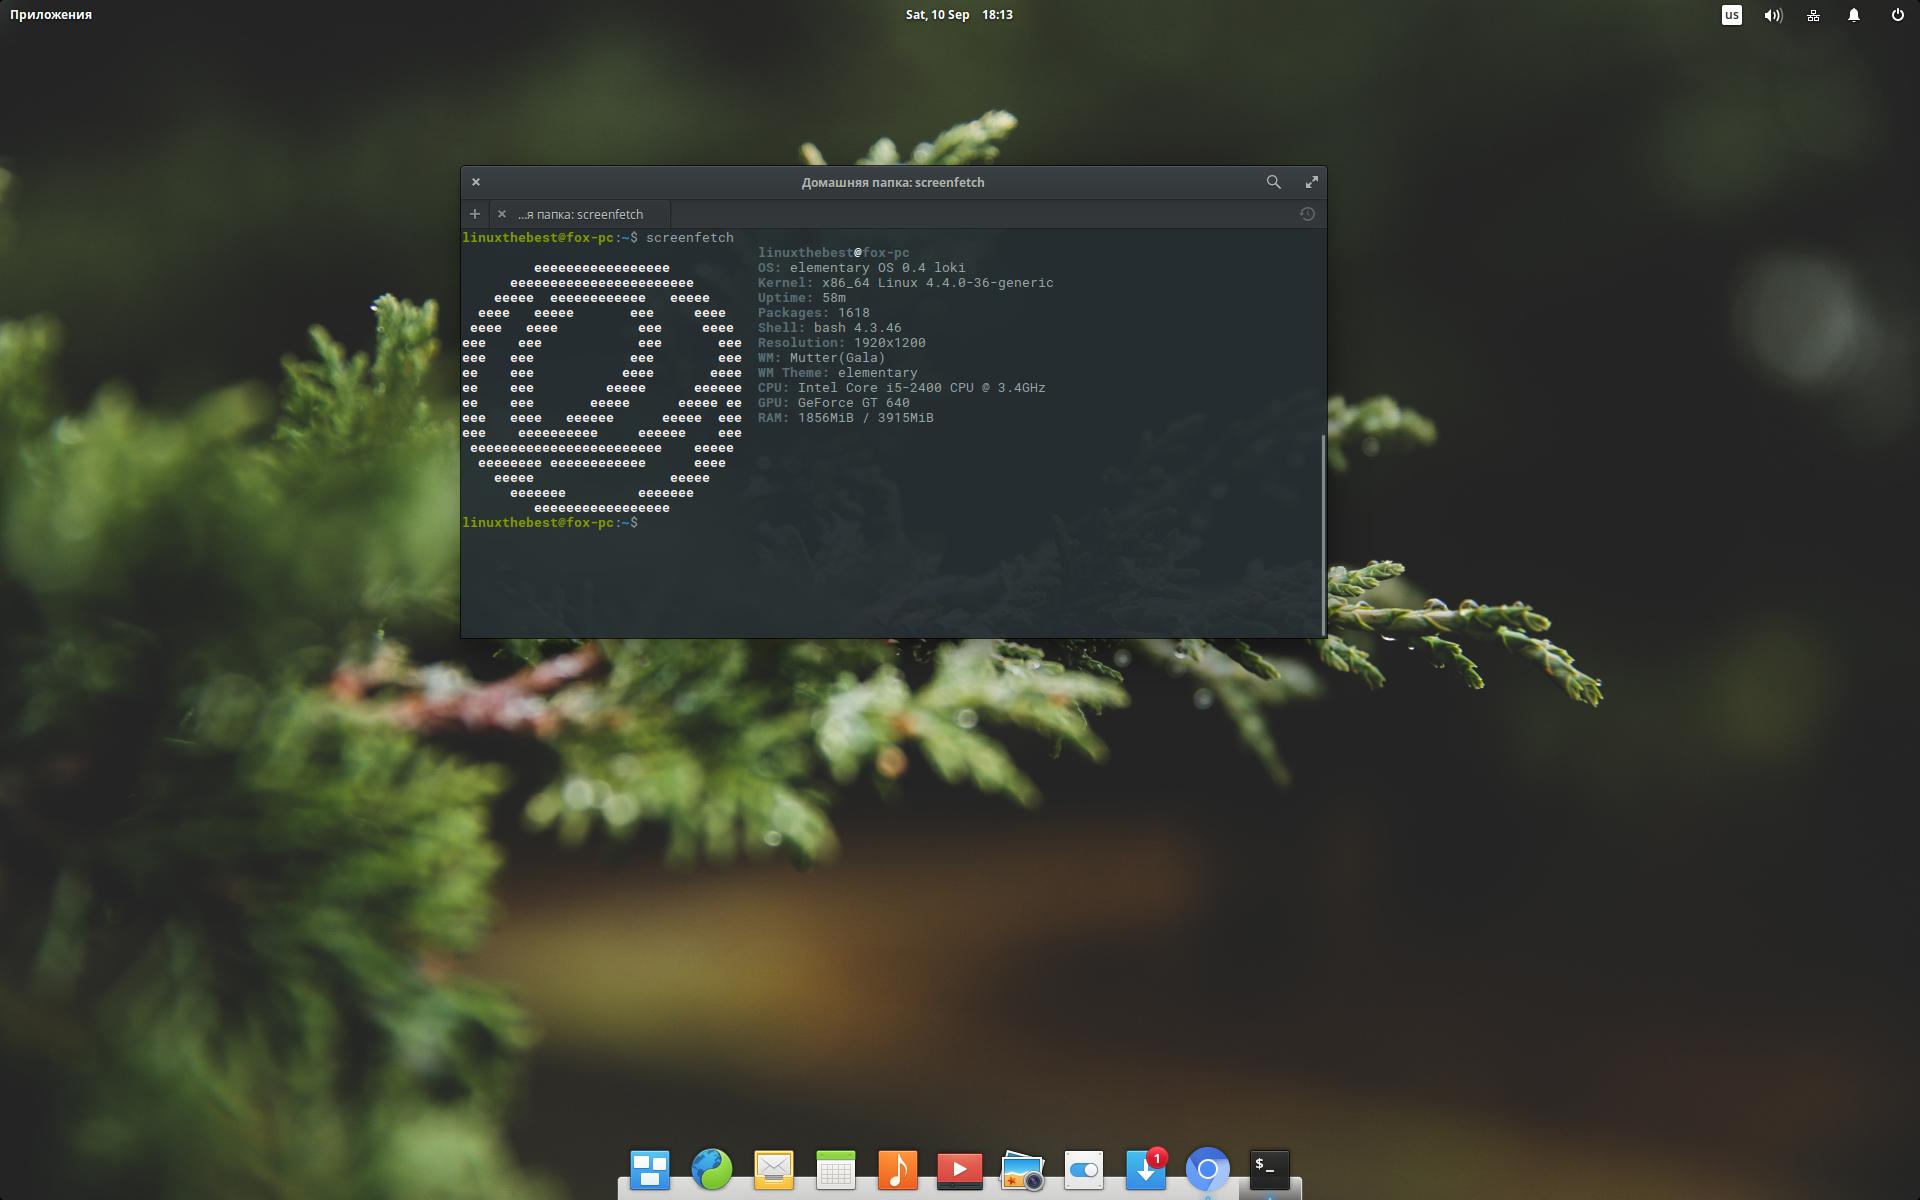 Приложения
Sat, 10 Sep 18:13
us
Домашняя папка: screenfetch
...я папка: screenfetch
linuxthebest@fox-pc:~$ screenfetch
linuxthebest@fox-pc
eeeeeeeeeeeeeeeee OS: elementary OS 0.4 loki
eeeeeeeeeeeeeeeeeeeeeee Kernel: x86_64 Linux 4.4.0-36-generic
eeeee eeeeeeeeeeee eeeee Uptime: 58m
eeee eeeee eee eeee Packages: 1618
eeee eeee eee eeee Shell: bash 4.3.46
eee eee eee eee Resolution: 1920x1200
eee eee eee eee WM: Mutter(Gala)
ee eee eeee eeee WM Theme: elementary
ee eee eeeee eeeeee CPU: Intel Core i5-2400 CPU @ 3.4GHz
ee eee eeeee eeeee ee GPU: GeForce GT 640
eee eeee eeeeee eeeee eee RAM: 1856MiB / 3915MiB
eee eeeeeeeeee eeeeee eee
eeeeeeeeeeeeeeeeeeeeeeee eeeee
eeeeeeee eeeeeeeeeeee eeee
eeeee eeeee
eeeeeee eeeeeee
eeeeeeeeeeeeeeeee
linuxthebest@fox-pc:~$
1
$_